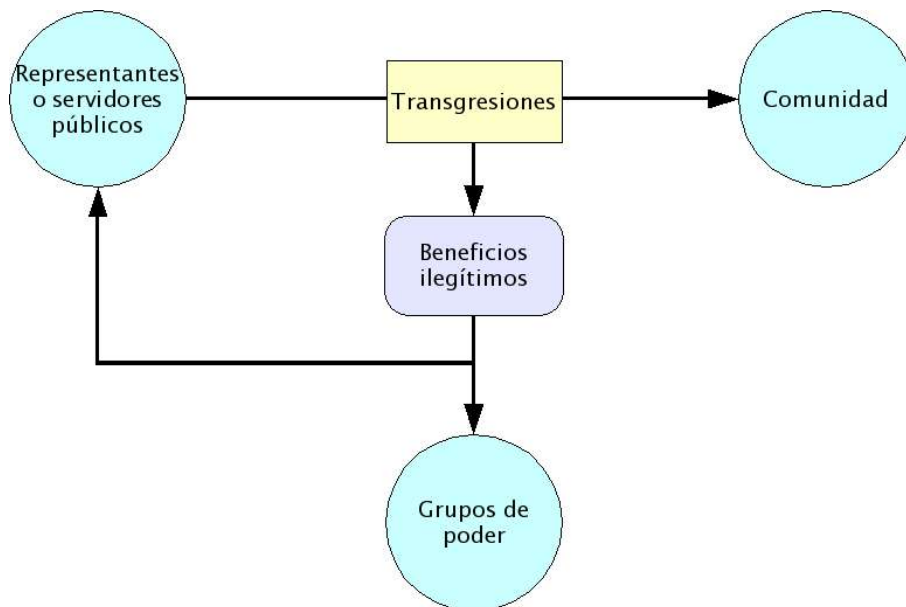 Representantes
o servidores
públicos
Transgresiones
Comunidad
Beneficios
ilegítimos
Grupos de
poder